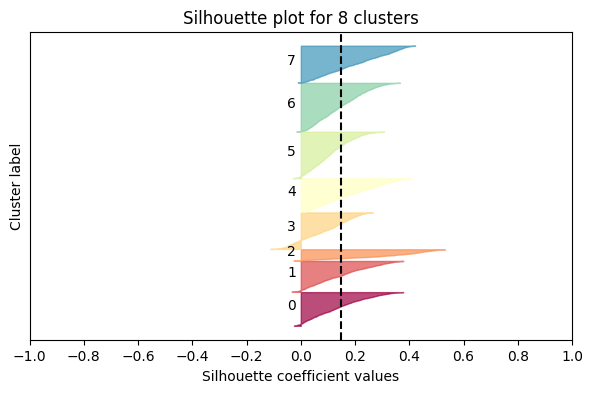 Silhouette plot for 8 clusters
Cluster label
7
6
5
4
3
2
1
0
−1.0 −0.8 −0.6 −0.4 −0.2 0.0 0.2 0.4 0.6 0.8 1.0
Silhouette coefficient values